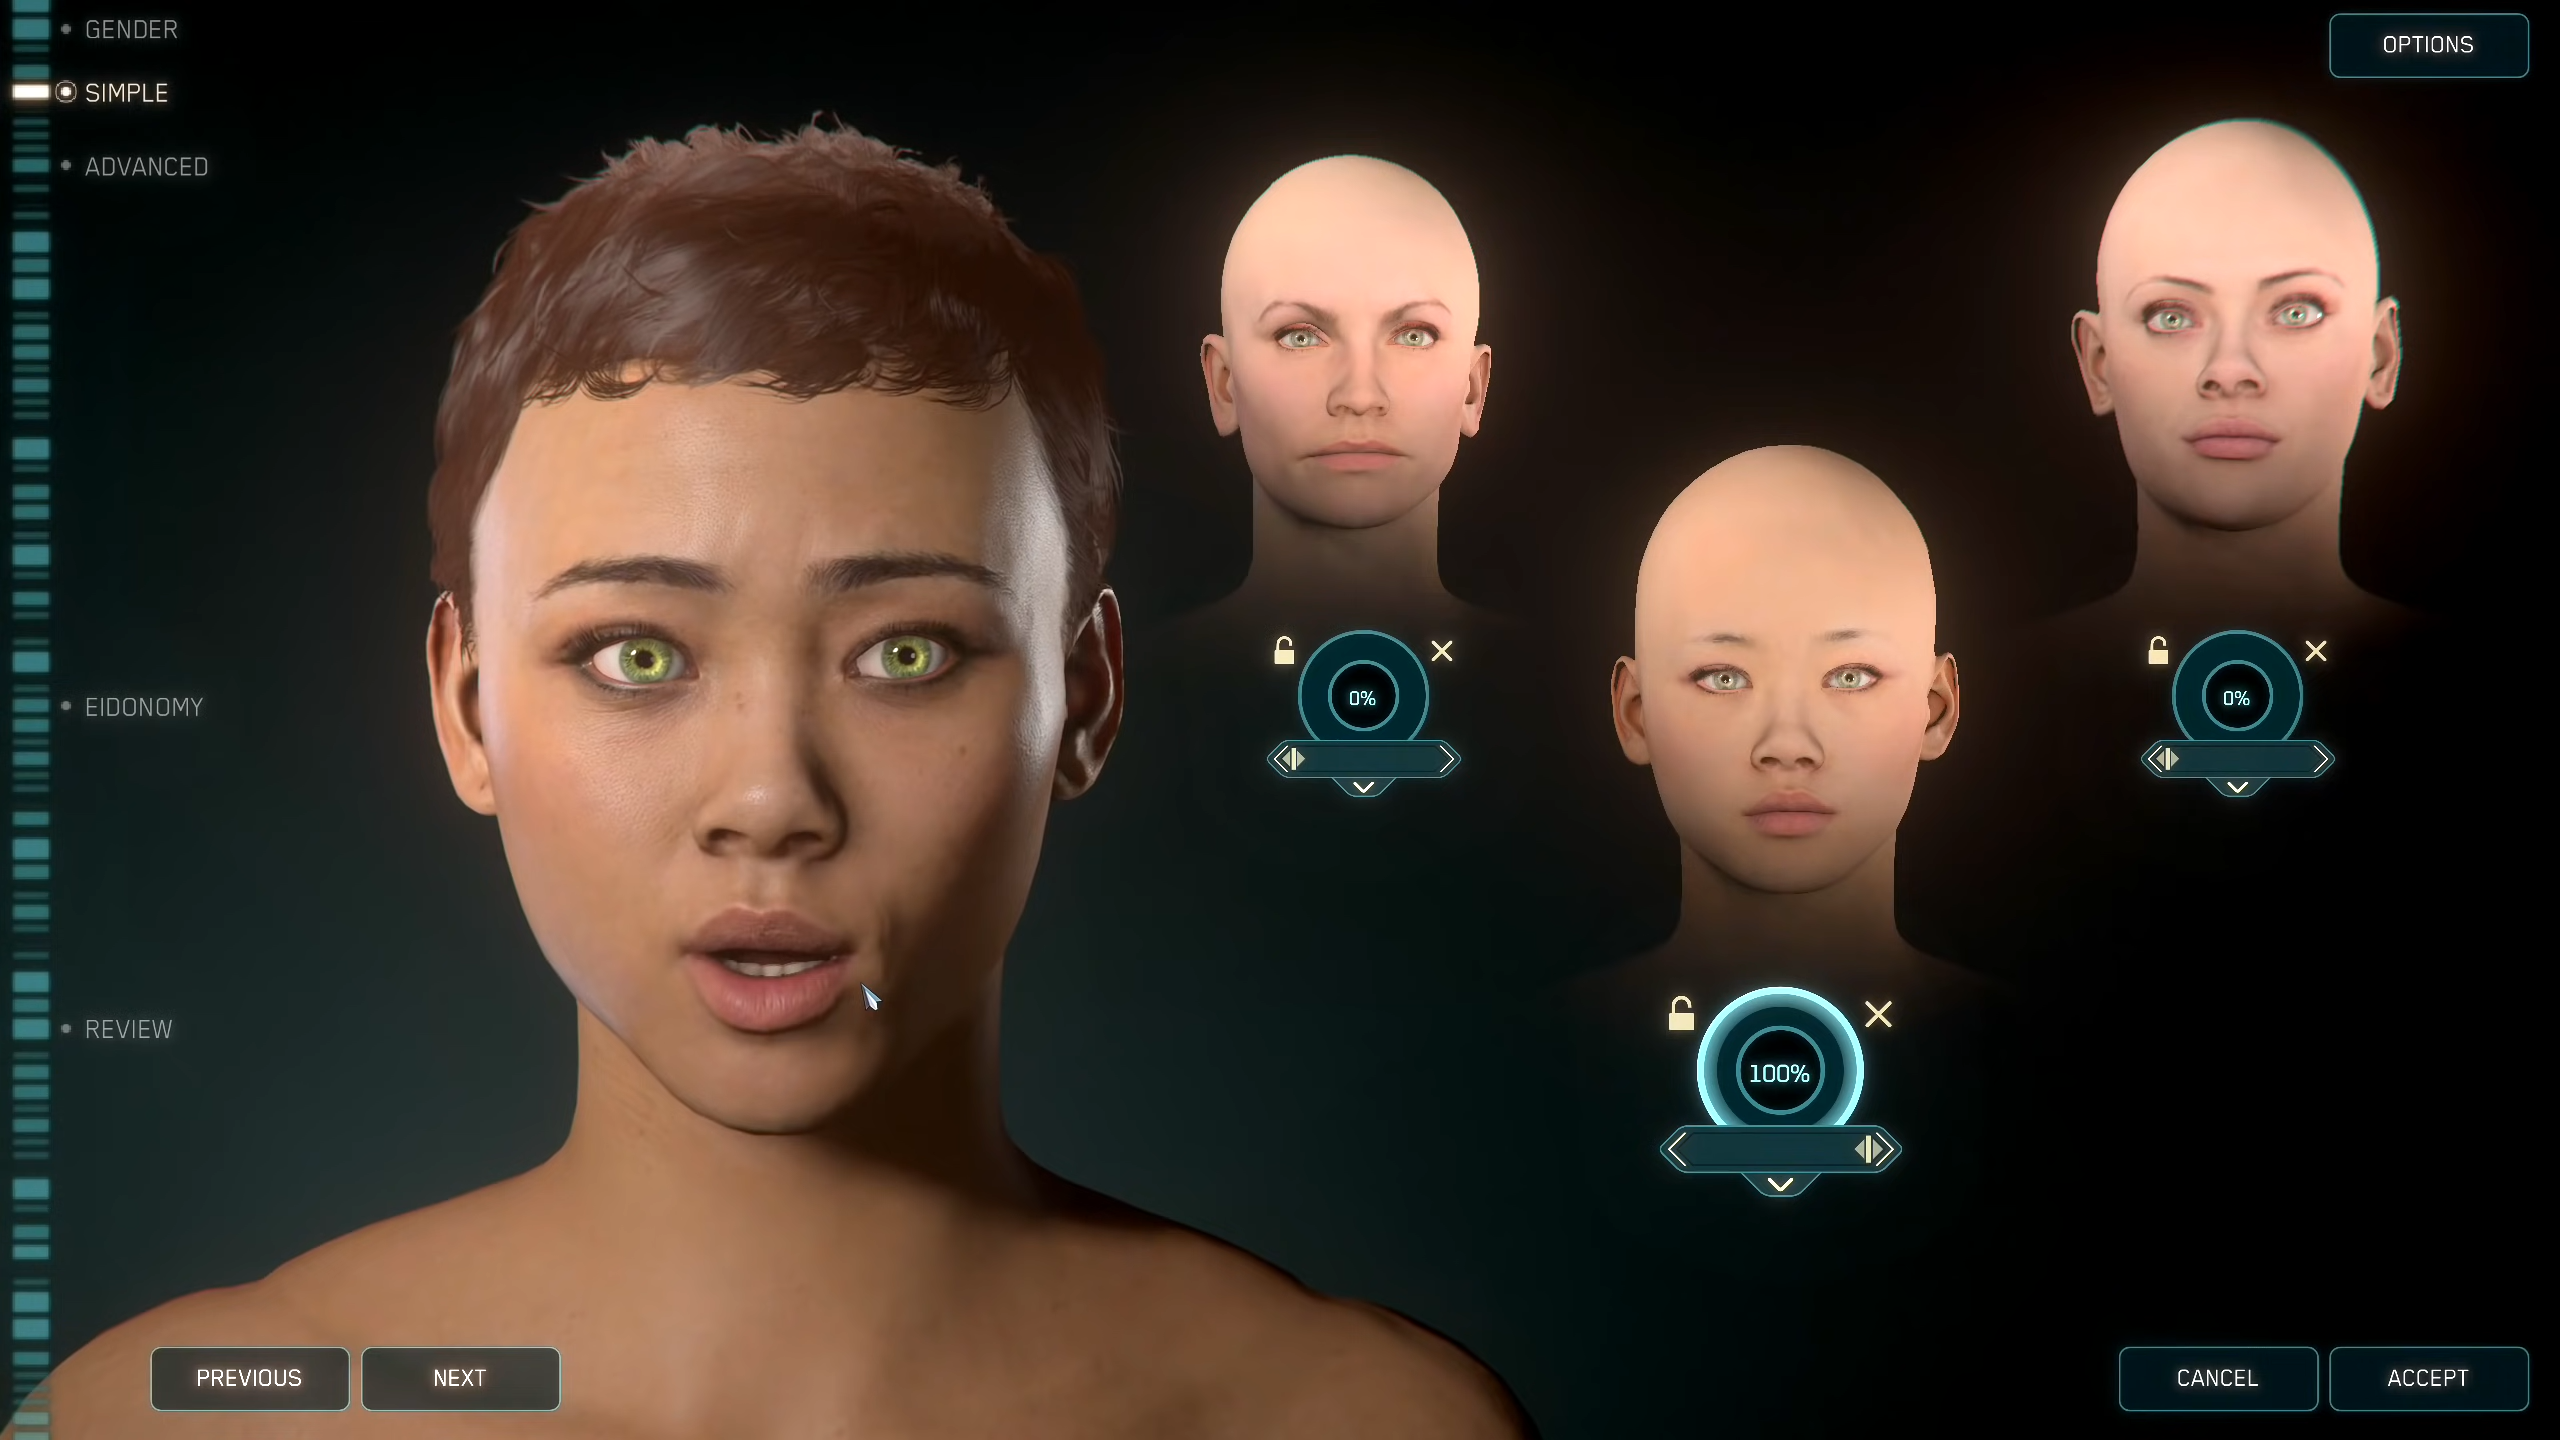 GENDER
SIMPLE
ADVANCED
EIDONOMY
REVIEW
OPTIONS
0%
0%
100%
PREVIOUS
NEXT
CANCEL
ACCEPT